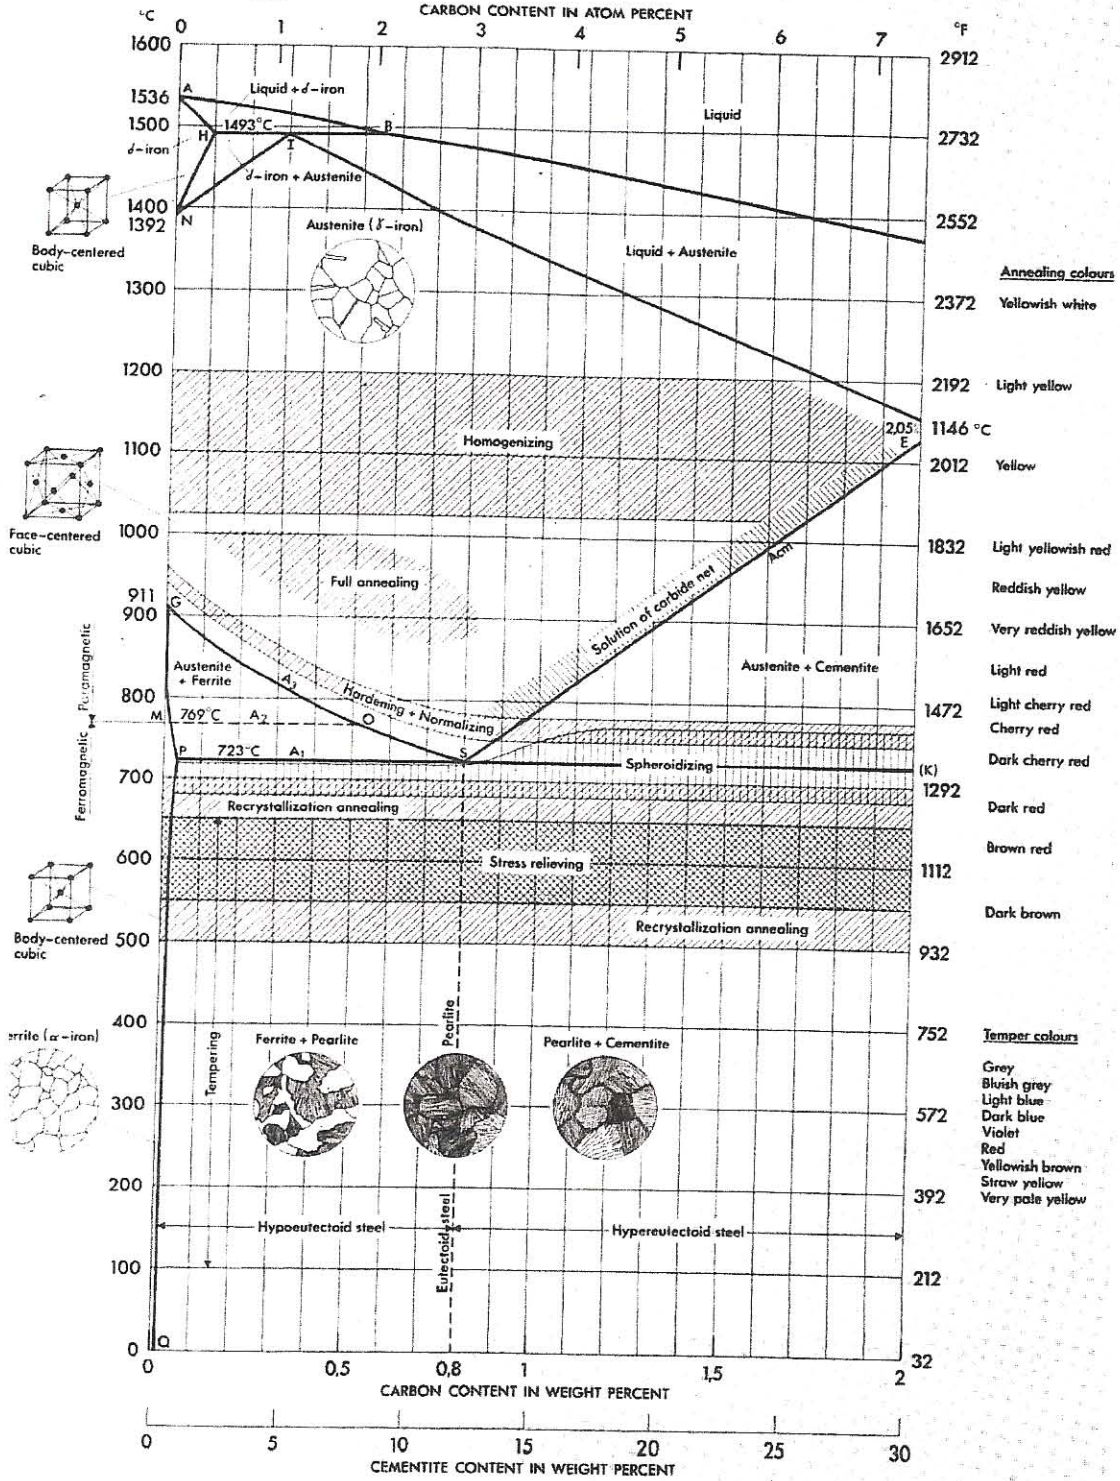 CARBON CONTENT IN ATOM PERCENT
°C 0 1 2 3 4 5 6 7 °F
1600
2912
A
1536
Liquid + δ-iron
Liquid
1500
H
1493°C
B
I
2732
δ-iron
δ-iron + Austenite
1400
1392
N
2552
Body-centered
cubic
Austenite (γ-iron)
Liquid + Austenite
Annealing colours
1300
2372
Yellowish white
1200
2192
Light yellow
2,05
E
1146 °C
Homogenizing
1100
2012
Yellow
Face-centered
cubic
1000
1832
Light yellowish red
Acm
Full annealing
Solution of carbide net
Reddish yellow
911
G
900
1652
Very reddish yellow
Austenite
+ Ferrite
A3
Hardening + Normalizing
Austenite + Cementite
Light red
Paramagnetic
800
1472
Light cherry red
M
769°C
A2
O
Cherry red
P
723°C
A1
S
Spheroidizing
(K)
Dark cherry red
Ferromagnetic
700
1292
Recrystallization annealing
Dark red
Brown red
600
Stress relieving
1112
Dark brown
Body-centered
cubic
Recrystallization annealing
500
932
400
752
errite (α-iron)
Tempering
Ferrite + Pearlite
Pearlite
Pearlite + Cementite
Temper colours
Grey
Bluish grey
Light blue
300
572
Dark blue
Violet
Red
Yellowish brown
200
392
Straw yellow
Very pale yellow
Hypoeutectoid steel
Eutectoid steel
Hypereutectoid steel
100
212
0
Q
32
0 0,5 0,8 1 1,5 2
CARBON CONTENT IN WEIGHT PERCENT
0 5 10 15 20 25 30
CEMENTITE CONTENT IN WEIGHT PERCENT